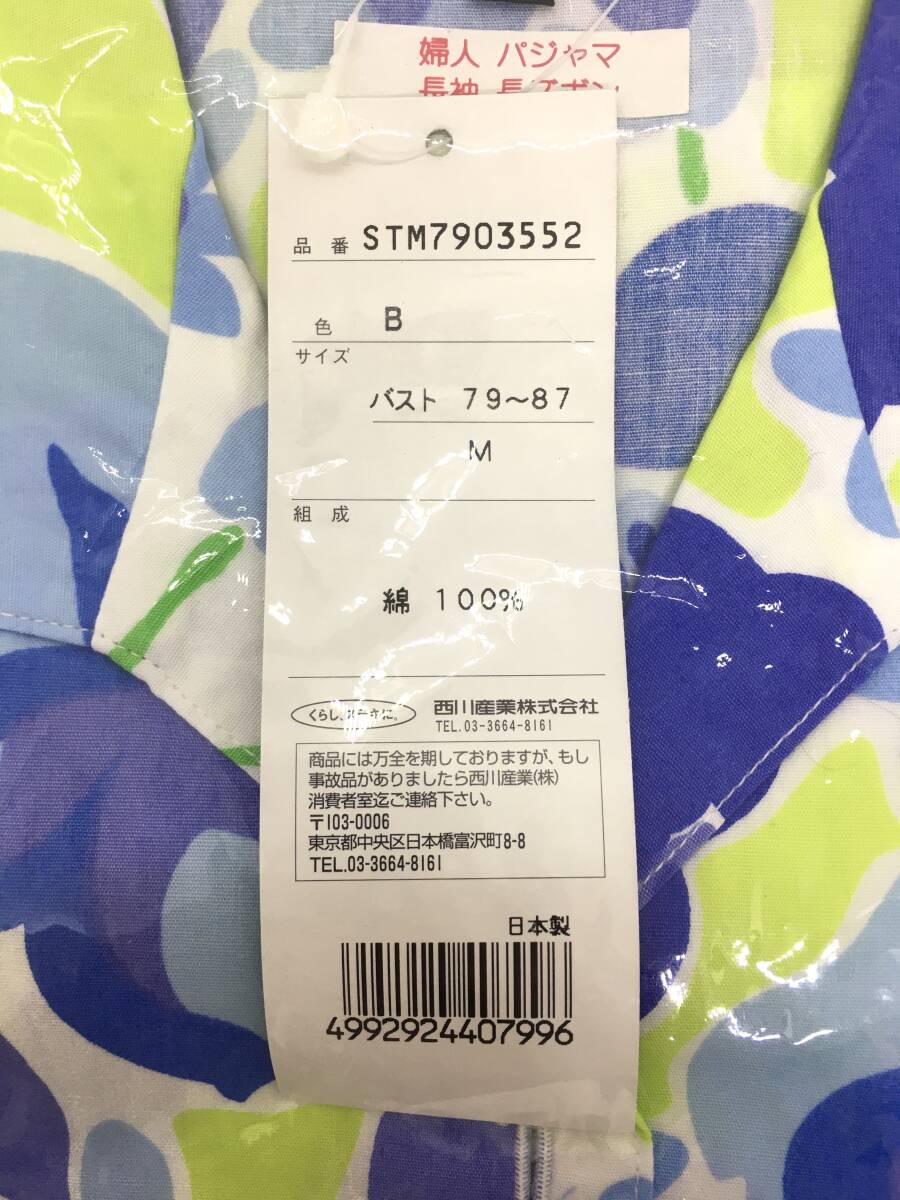 婦人 パジャマ
長袖 長ズボン
品番 STM7903552
色 B
サイズ
バスト 79〜87
M
組成
綿 100%
くらし、
西川産業株式会社
TEL.03-3664-8161
商品には万全を期しておりますが、もし
事故品がありましたら西川産業(株)
消費者室迄ご連絡下さい。
〒103-0006
東京都中央区日本橋富沢町8-8
TEL.03-3664-8161
日本製
4992924407996